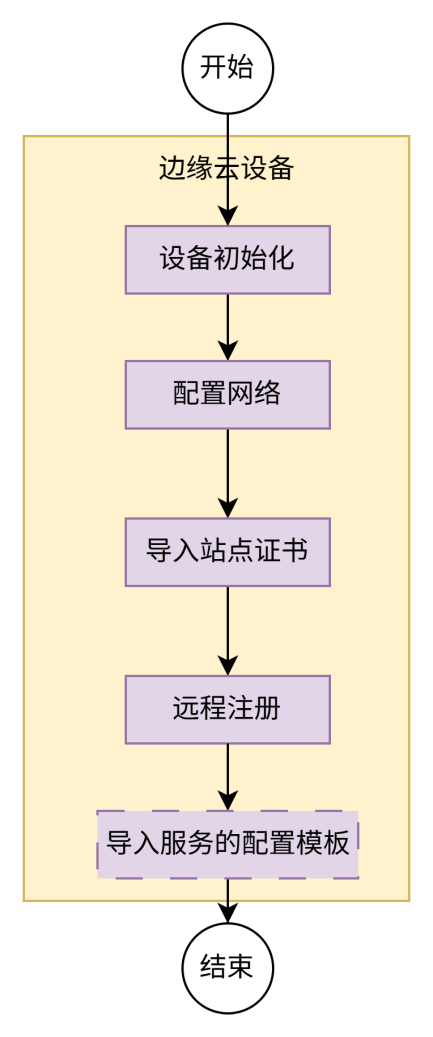 开始
边缘云设备
设备初始化
配置网络
导入站点证书
远程注册
导入服务的配置模板
结束